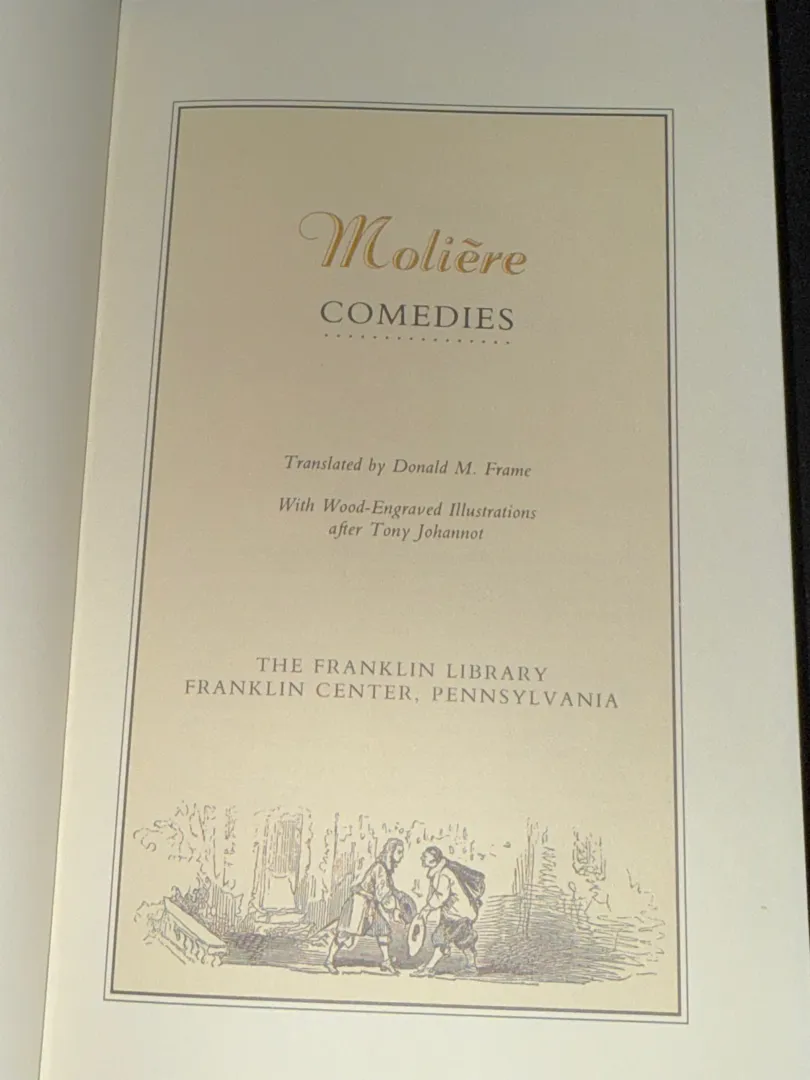 Molière
COMEDIES
Translated by Donald M. Frame
With Wood-Engraved Illustrations
after Tony Johannot
THE FRANKLIN LIBRARY
FRANKLIN CENTER, PENNSYLVANIA